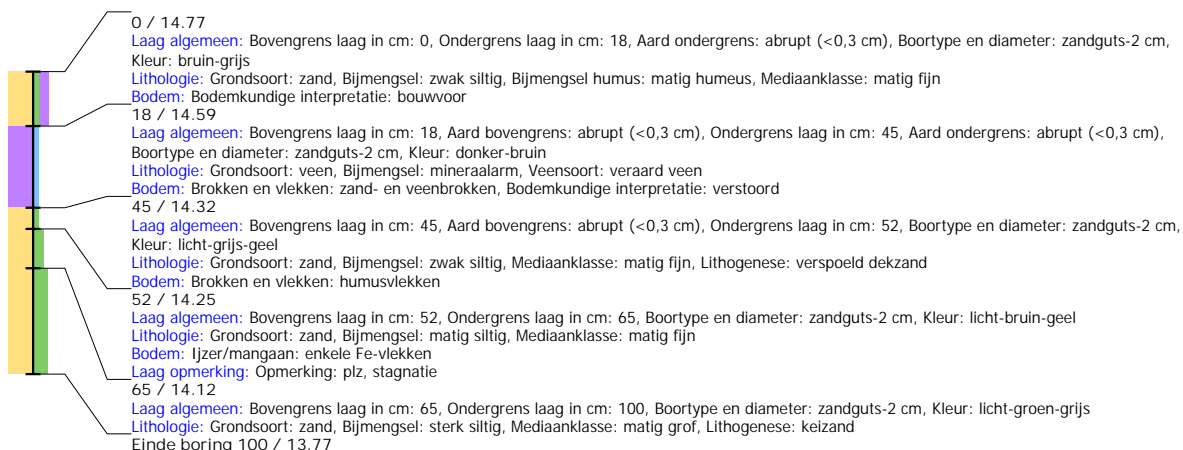 0 / 14.77
Laag algemeen: Bovengrens laag in cm: 0, Ondergrens laag in cm: 18, Aard ondergrens: abrupt (<0,3 cm), Boortype en diameter: zandguts-2 cm,
Kleur: bruin-grijs
Lithologie: Grondsoort: zand, Bijmengsel: zwak siltig, Bijmengsel humus: matig humeus, Mediaanklasse: matig fijn
Bodem: Bodemkundige interpretatie: bouwvoor
18 / 14.59
Laag algemeen: Bovengrens laag in cm: 18, Aard bovengrens: abrupt (<0,3 cm), Ondergrens laag in cm: 45, Aard ondergrens: abrupt (<0,3 cm),
Boortype en diameter: zandguts-2 cm, Kleur: donker-bruin
Lithologie: Grondsoort: veen, Bijmengsel: mineraalarm, Veensoort: veraard veen
Bodem: Brokken en vlekken: zand- en veenbrokken, Bodemkundige interpretatie: verstoord
45 / 14.32
Laag algemeen: Bovengrens laag in cm: 45, Aard bovengrens: abrupt (<0,3 cm), Ondergrens laag in cm: 52, Boortype en diameter: zandguts-2 cm,
Kleur: licht-grijs-geel
Lithologie: Grondsoort: zand, Bijmengsel: zwak siltig, Mediaanklasse: matig fijn, Lithogenese: verspoeld dekzand
Bodem: Brokken en vlekken: humusvlekken
52 / 14.25
Laag algemeen: Bovengrens laag in cm: 52, Ondergrens laag in cm: 65, Boortype en diameter: zandguts-2 cm, Kleur: licht-bruin-geel
Lithologie: Grondsoort: zand, Bijmengsel: matig siltig, Mediaanklasse: matig fijn
Bodem: Ijzer/mangaan: enkele Fe-vlekken
Laag opmerking: Opmerking: plz, stagnatie
65 / 14.12
Laag algemeen: Bovengrens laag in cm: 65, Ondergrens laag in cm: 100, Boortype en diameter: zandguts-2 cm, Kleur: licht-groen-grijs
Lithologie: Grondsoort: zand, Bijmengsel: sterk siltig, Mediaanklasse: matig grof, Lithogenese: keizand
Einde boring 100 / 13.77